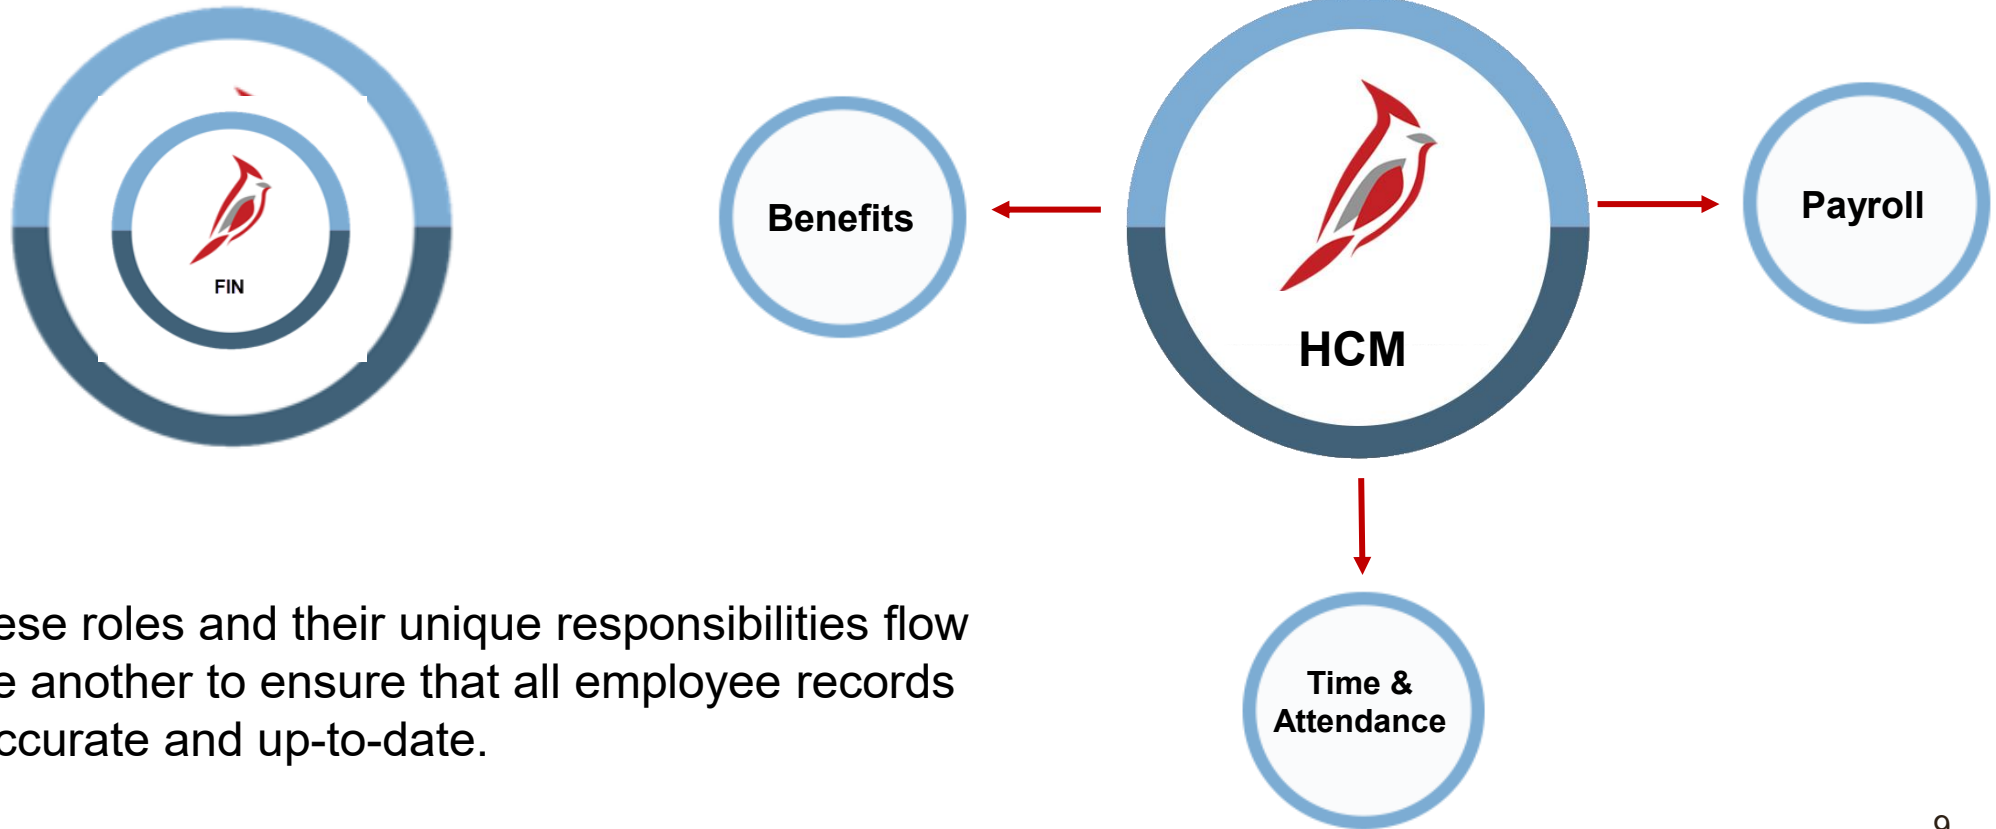 FIN
Benefits
HCM
Payroll
Time &
Attendance
ese roles and their unique responsibilities flow
e another to ensure that all employee records
ccurate and up-to-date.
9